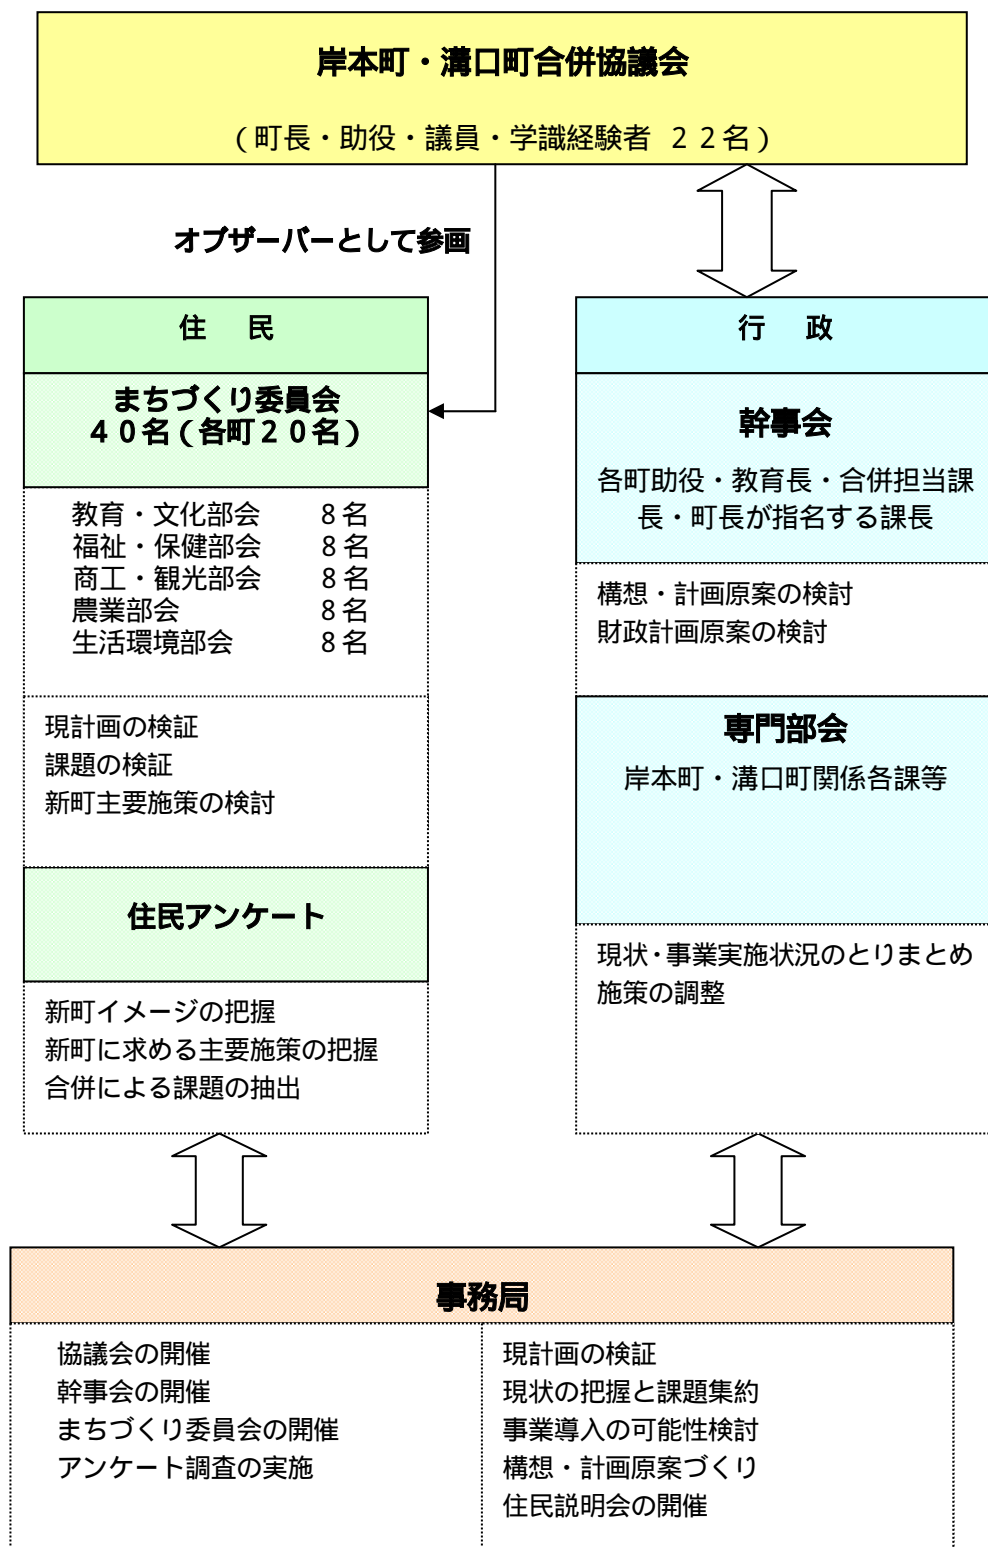 岸本町・溝口町合併協議会
（町長・助役・議員・学識経験者　２２名）
オブザーバーとして参画
住　民
まちづくり委員会
４０名（各町２０名）
教育・文化部会　８名
福祉・保健部会　８名
商工・観光部会　８名
農業部会　８名
生活環境部会　８名
現計画の検証
課題の検証
新町主要施策の検討
住民アンケート
新町イメージの把握
新町に求める主要施策の把握
合併による課題の抽出
行　政
幹事会
各町助役・教育長・合併担当課
長・町長が指名する課長
構想・計画原案の検討
財政計画原案の検討
専門部会
岸本町・溝口町関係各課等
現状・事業実施状況のとりまとめ
施策の調整
事務局
協議会の開催
幹事会の開催
まちづくり委員会の開催
アンケート調査の実施
現計画の検証
現状の把握と課題集約
事業導入の可能性検討
構想・計画原案づくり
住民説明会の開催